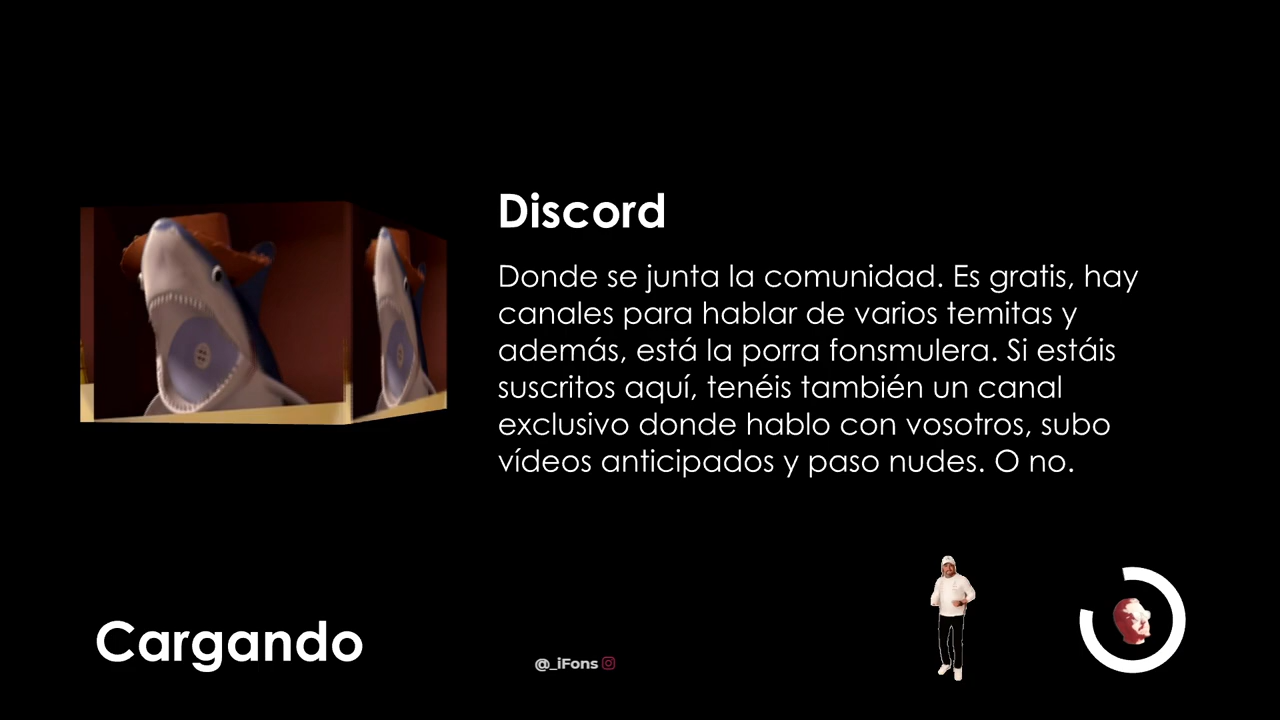 Discord
Donde se junta la comunidad. Es gratis, hay
canales para hablar de varios temitas y
además, está la porra fonsmulera. Si estáis
suscritos aquí, tenéis también un canal
exclusivo donde hablo con vosotros, subo
vídeos anticipados y paso nudes. O no.
Cargando
@_iFons